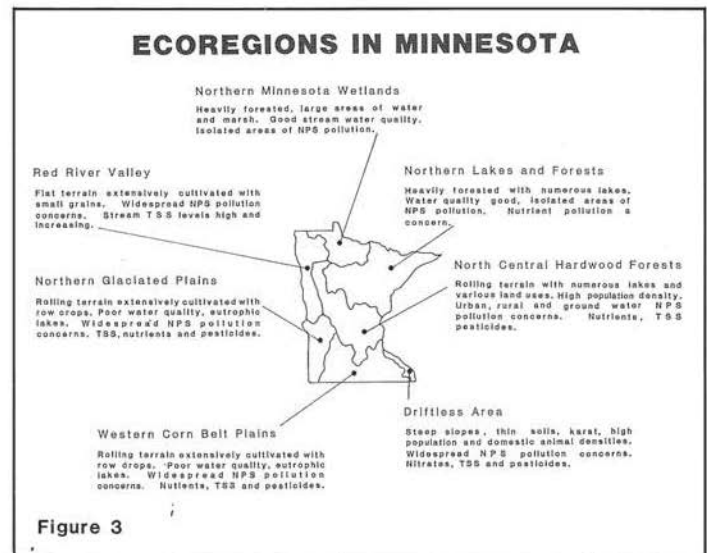 ECOREGIONS IN MINNESOTA
Northern Minnesota Wetlands
Heavily forested, large areas of water
and marsh. Good stream water quality.
Isolated areas of NPS pollution.
Red River Valley
Flat terrain extensively cultivated with
small grains. Widespread NPS pollution
concerns. Stream TSS levels high and
increasing.
Northern Lakes and Forests
Heavily forested with numerous lakes.
Water quality good, isolated areas of
NPS pollution. Nutrient pollution a
concern.
Northern Glaciated Plains
Rolling terrain extensively cultivated with
row crops. Poor water quality, eutrophic
lakes. Widespread NPS pollution
concerns. TSS, nutrients and pesticides.
North Central Hardwood Forests
Rolling terrain with numerous lakes and
various land uses. High population density.
Urban, rural and ground water NPS
pollution concerns. Nutrients, TSS
pesticides.
Western Corn Belt Plains
Rolling terrain extensively cultivated with
row crops. Poor water quality, eutrophic
lakes. Widespread NPS pollution
concerns. Nutients, TSS and pesticides.
Driftless Area
Steep slopes, thin soils, karst, high
population and domestic animal densities.
Widespread NPS pollution concerns.
Nitrates, TSS and pesticides.
Figure 3